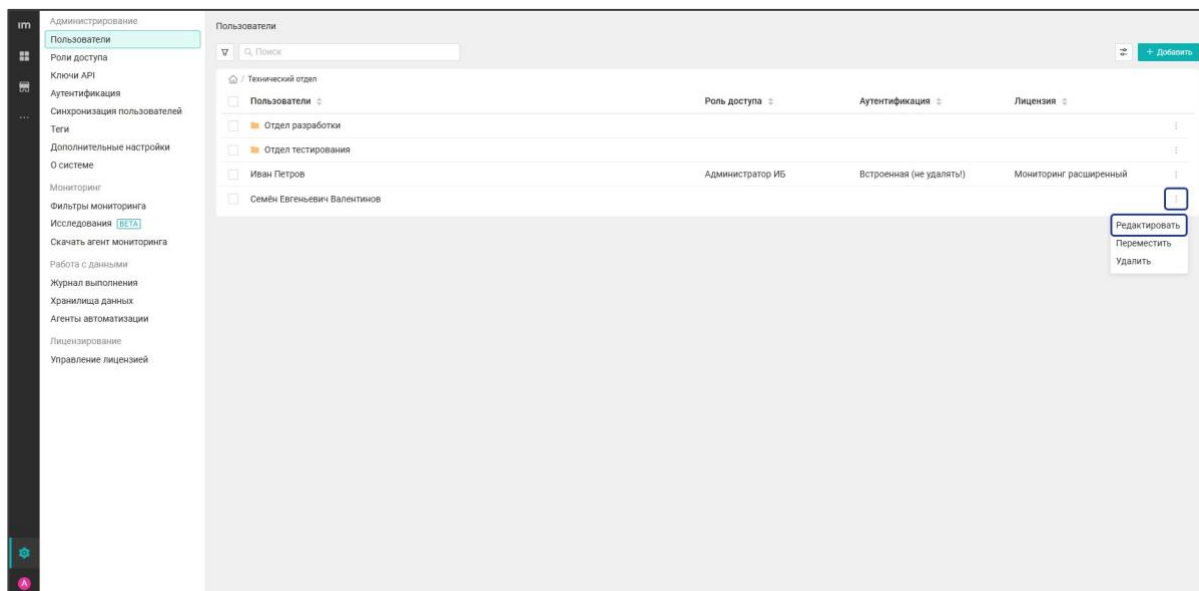 im
Администрирование
Пользователи
Роли доступа
Ключи API
Аутентификация
Синхронизация пользователей
Теги
Дополнительные настройки
О системе
Мониторинг
Фильтры мониторинга
Исследования BETA
Скачать агент мониторинга
Работа с данными
Журнал выполнения
Хранилища данных
Агенты автоматизации
Лицензирование
Управление лицензией
Пользователи
Поиск
+ Добавить
/ Технический отдел
Пользователи Роль доступа Аутентификация Лицензия
Отдел разработки
Отдел тестирования
Иван Петров Администратор ИБ Встроенная (не удалять!) Мониторинг расширенный
Семён Евгеньевич Валентинов
Редактировать
Переместить
Удалить